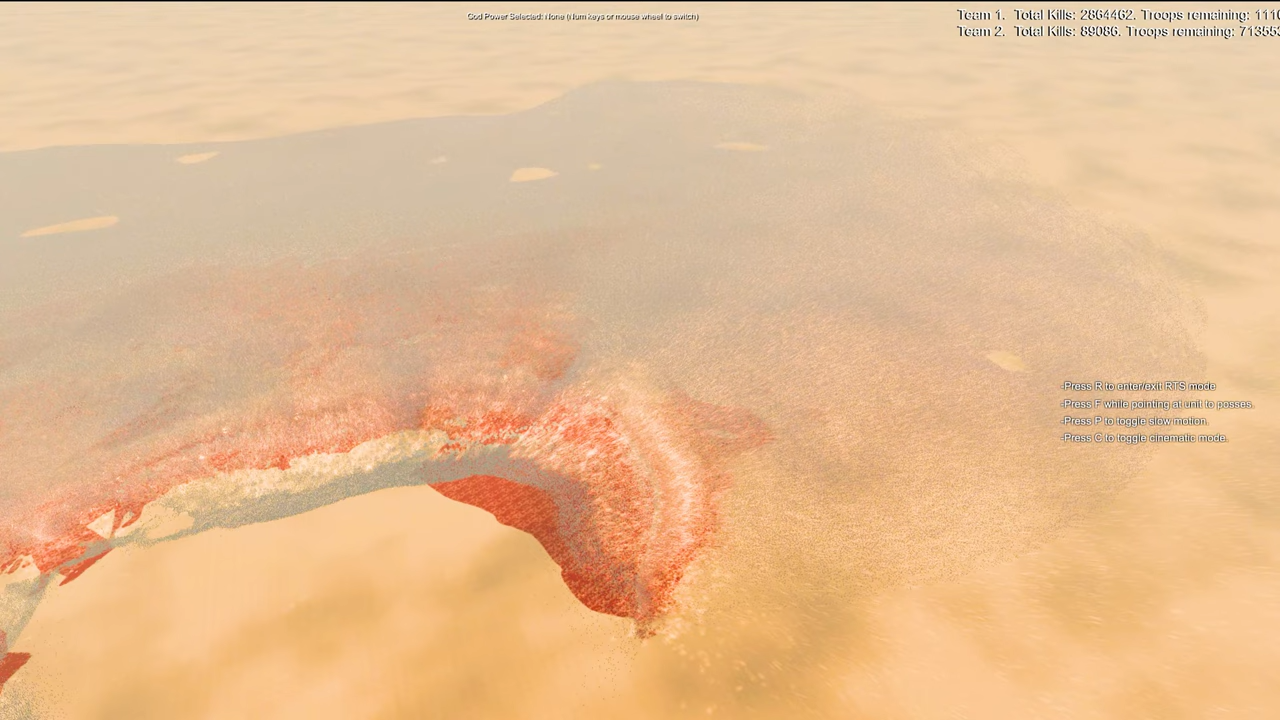 God Power Selected: None (Num keys or mouse wheel to switch)
Team 1. Total Kills: 2864462. Troops remaining: 111
Team 2. Total Kills: 89086. Troops remaining: 71355
-Press R to enter/exit RTS mode
-Press F while pointing at unit to posses.
-Press P to toggle slow motion.
-Press C to toggle cinematic mode.